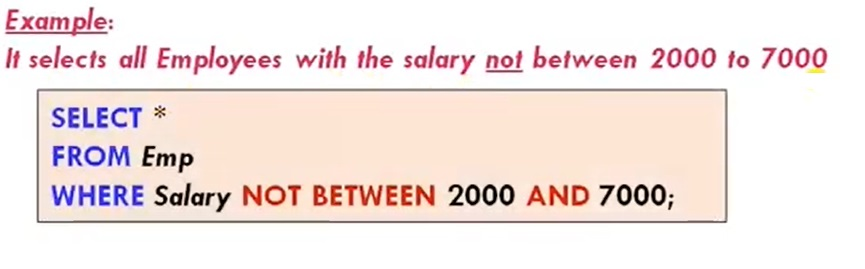 Example:
It selects all Employees with the salary not between 2000 to 7000
SELECT *
FROM Emp
WHERE Salary NOT BETWEEN 2000 AND 7000;